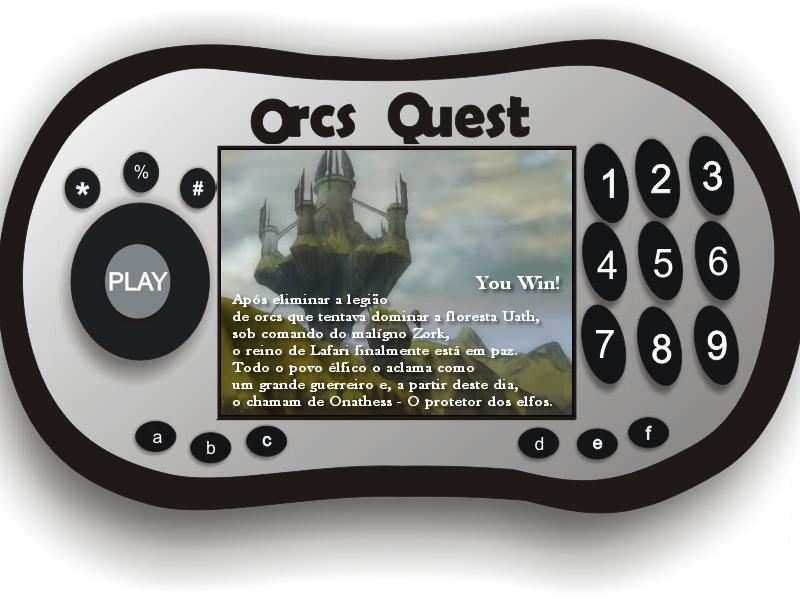 Orcs Quest
* % #
PLAY
You Win!
Após eliminar a legião
de orcs que tentava dominar a floresta Uath,
sob comando do malígno Zork,
o reino de Lafari finalmente está em paz.
Todo o povo élfico o aclama como
um grande guerreiro e, a partir deste dia,
o chamam de Onathess - O protetor dos elfos.
1 2 3
4 5 6
7 8 9
a b c
d e f